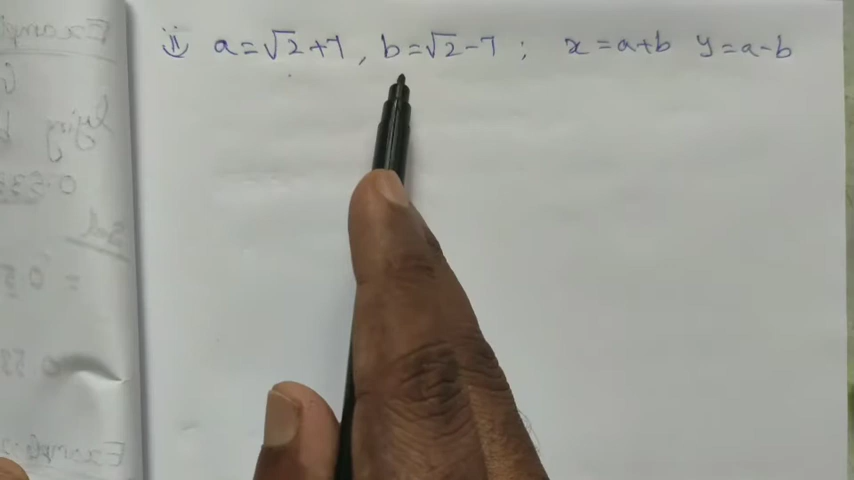 ii) a = √2 + 7 , b = √2 - 7 ; x = a + b y = a - b